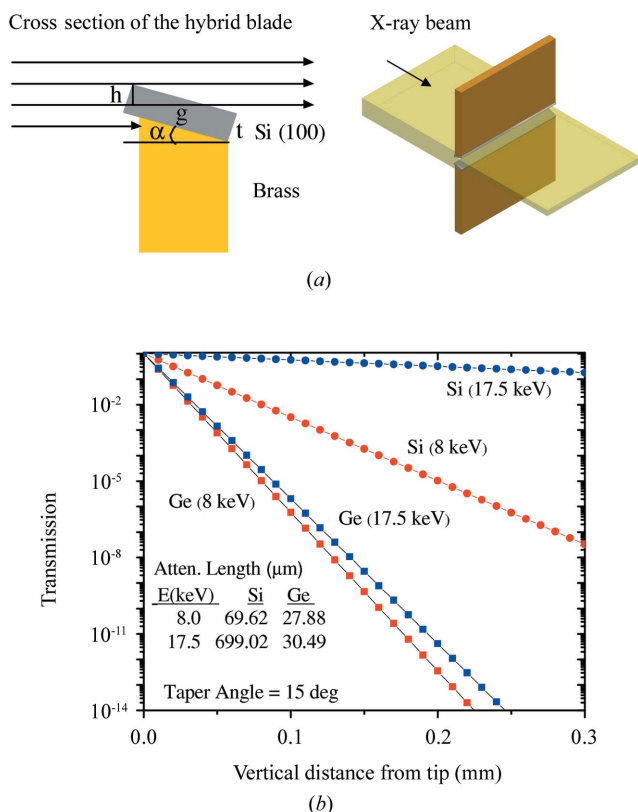 Cross section of the hybrid blade
X-ray beam
h
g
α
t
Si (100)
Brass
(a)
Transmission
10-2
10-5
10-8
10-11
10-14
Si (17.5 keV)
Si (8 keV)
Ge (8 keV)
Ge (17.5 keV)
Atten. Length (μm)
E(keV) Si Ge
8.0 69.62 27.88
17.5 699.02 30.49
Taper Angle = 15 deg
0.0 0.1 0.2 0.3
Vertical distance from tip (mm)
(b)